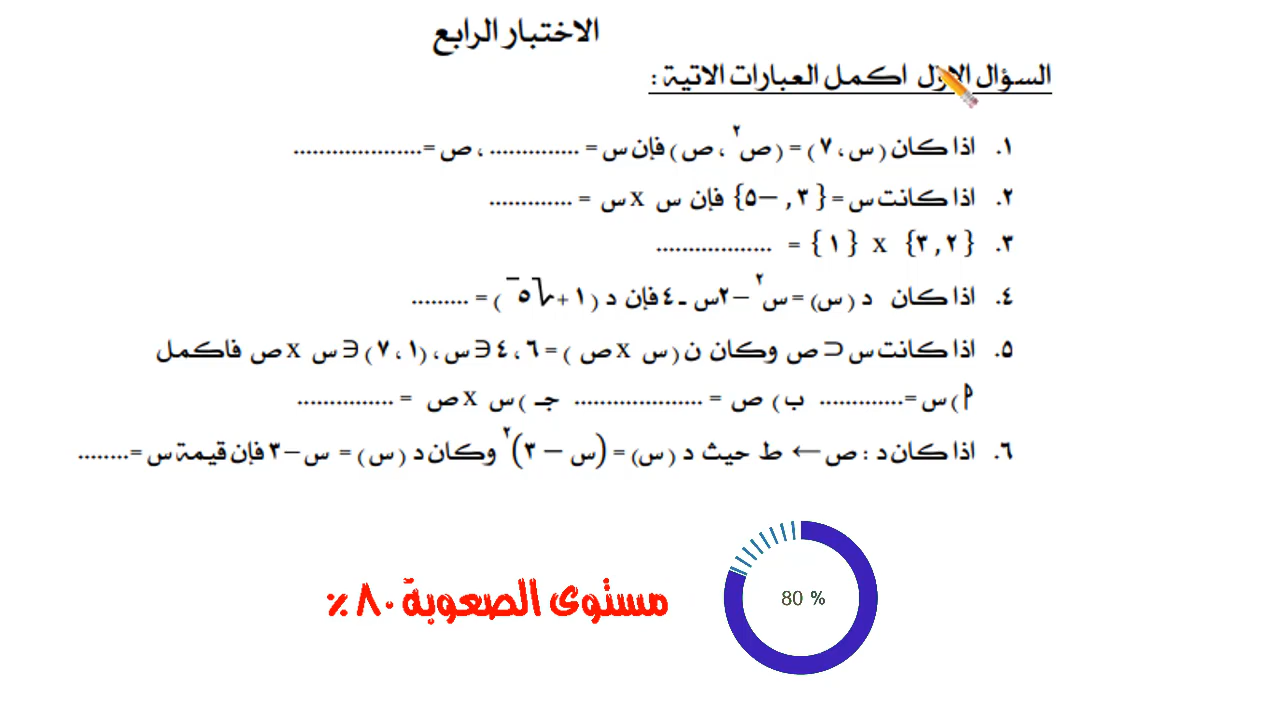 الاختبار الرابع
السؤال الاول اكمل العبارات الاتية :
١. اذا كان (س ، ٧) = (ص٢ ، ص) فإن س = .............. ، ص = ....................
٢. اذا كانت س = {٣ , −٥} فإن س x س = .............
٣. {٢ , ٣} x {١} = ..................
٤. اذا كان د (س) = س٢ − ٢س - ٤ فإن د (١ + √٥) = .........
٥. اذا كانت س ⊂ ص وكان ن (س x ص) = ٦ ، ٤ ∈ س ، (١ ، ٧) ∈ س x ص فاكمل
أ) س = ............. ب) ص = .................... جـ) س x ص = ...............
٦. اذا كان د : ص ← ط حيث د (س) = (س − ٣)٢ وكان د (س) = س − ٣ فإن قيمة س = ........
80 %
مستوى الصعوبة ٨٠٪